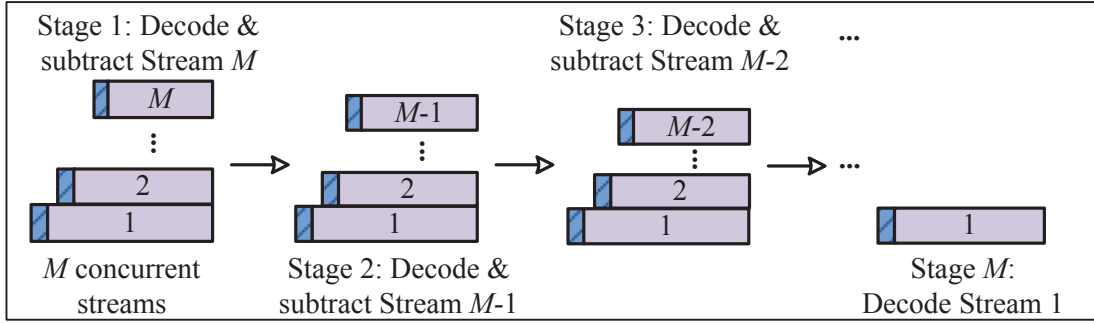 Stage 1: Decode &
subtract Stream M
Stage 3: Decode &
subtract Stream M-2
...
M
⋮
2
1
M-1
⋮
2
1
M-2
⋮
2
1
...
1
M concurrent
streams
Stage 2: Decode &
subtract Stream M-1
Stage M:
Decode Stream 1